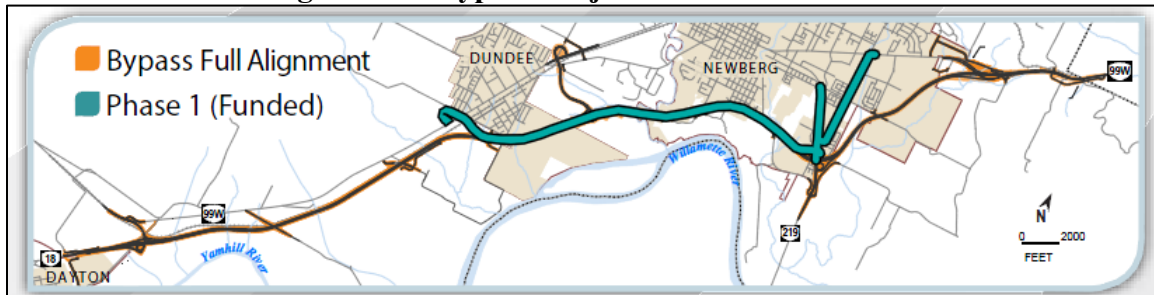 Bypass Full Alignment
Phase 1 (Funded)
DUNDEE
NEWBERG
99W
Willamette River
99W
219
N
0 2000
FEET
Yamhill River
18
DAYTON